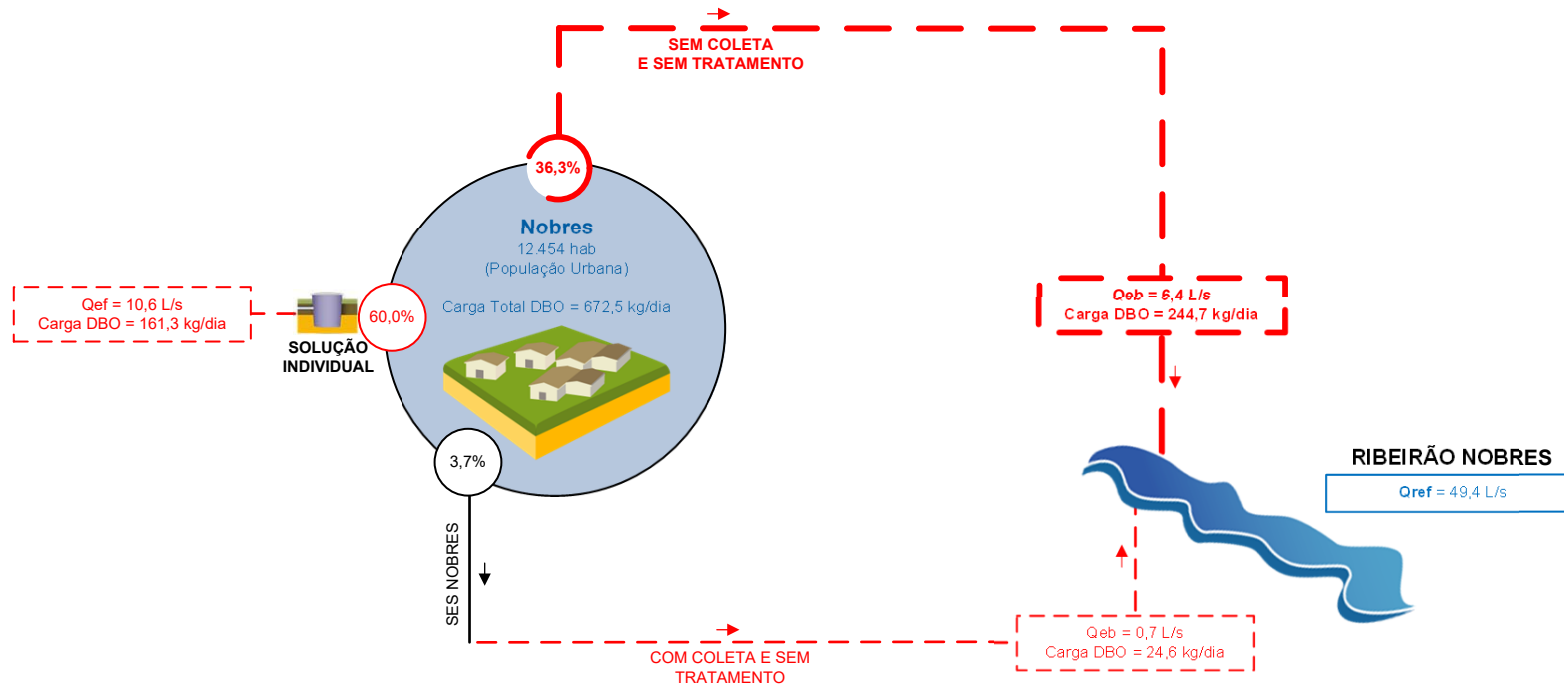 SEM COLETA
E SEM TRATAMENTO
36,3%
Nobres
12.454 hab
(População Urbana)
Carga Total DBO = 672,5 kg/dia
Qef = 10,6 L/s
Carga DBO = 161,3 kg/dia
60,0%
SOLUÇÃO
INDIVIDUAL
Qeb = 6,4 L/s
Carga DBO = 244,7 kg/dia
3,7%
SES NOBRES
RIBEIRÃO NOBRES
Qref = 49,4 L/s
COM COLETA E SEM
TRATAMENTO
Qeb = 0,7 L/s
Carga DBO = 24,6 kg/dia